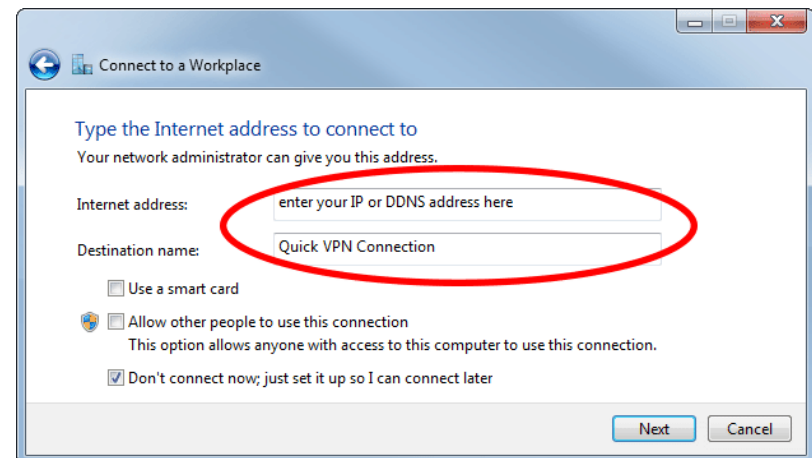 Connect to a Workplace
Type the Internet address to connect to
Your network administrator can give you this address.
Internet address: enter your IP or DDNS address here
Destination name: Quick VPN Connection
Use a smart card
Allow other people to use this connection
This option allows anyone with access to this computer to use this connection.
Don't connect now; just set it up so I can connect later
Next Cancel